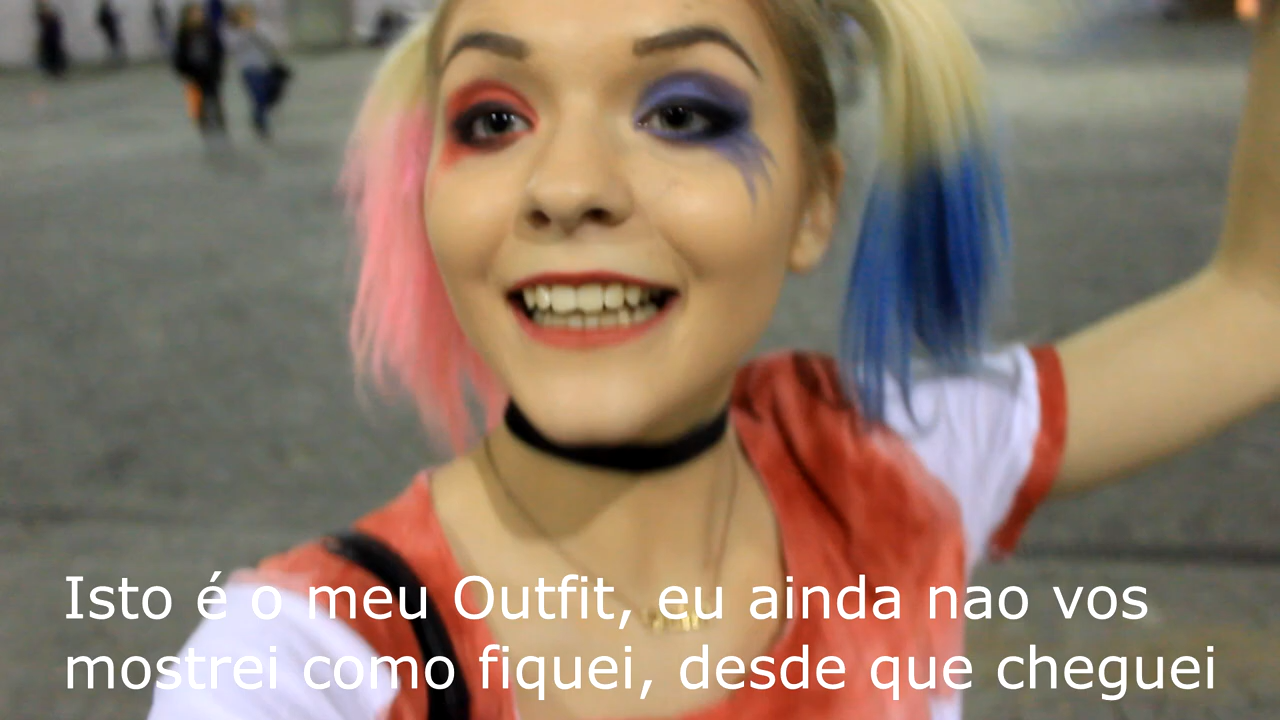 Isto é o meu Outfit, eu ainda nao vos
mostrei como fiquei, desde que cheguei